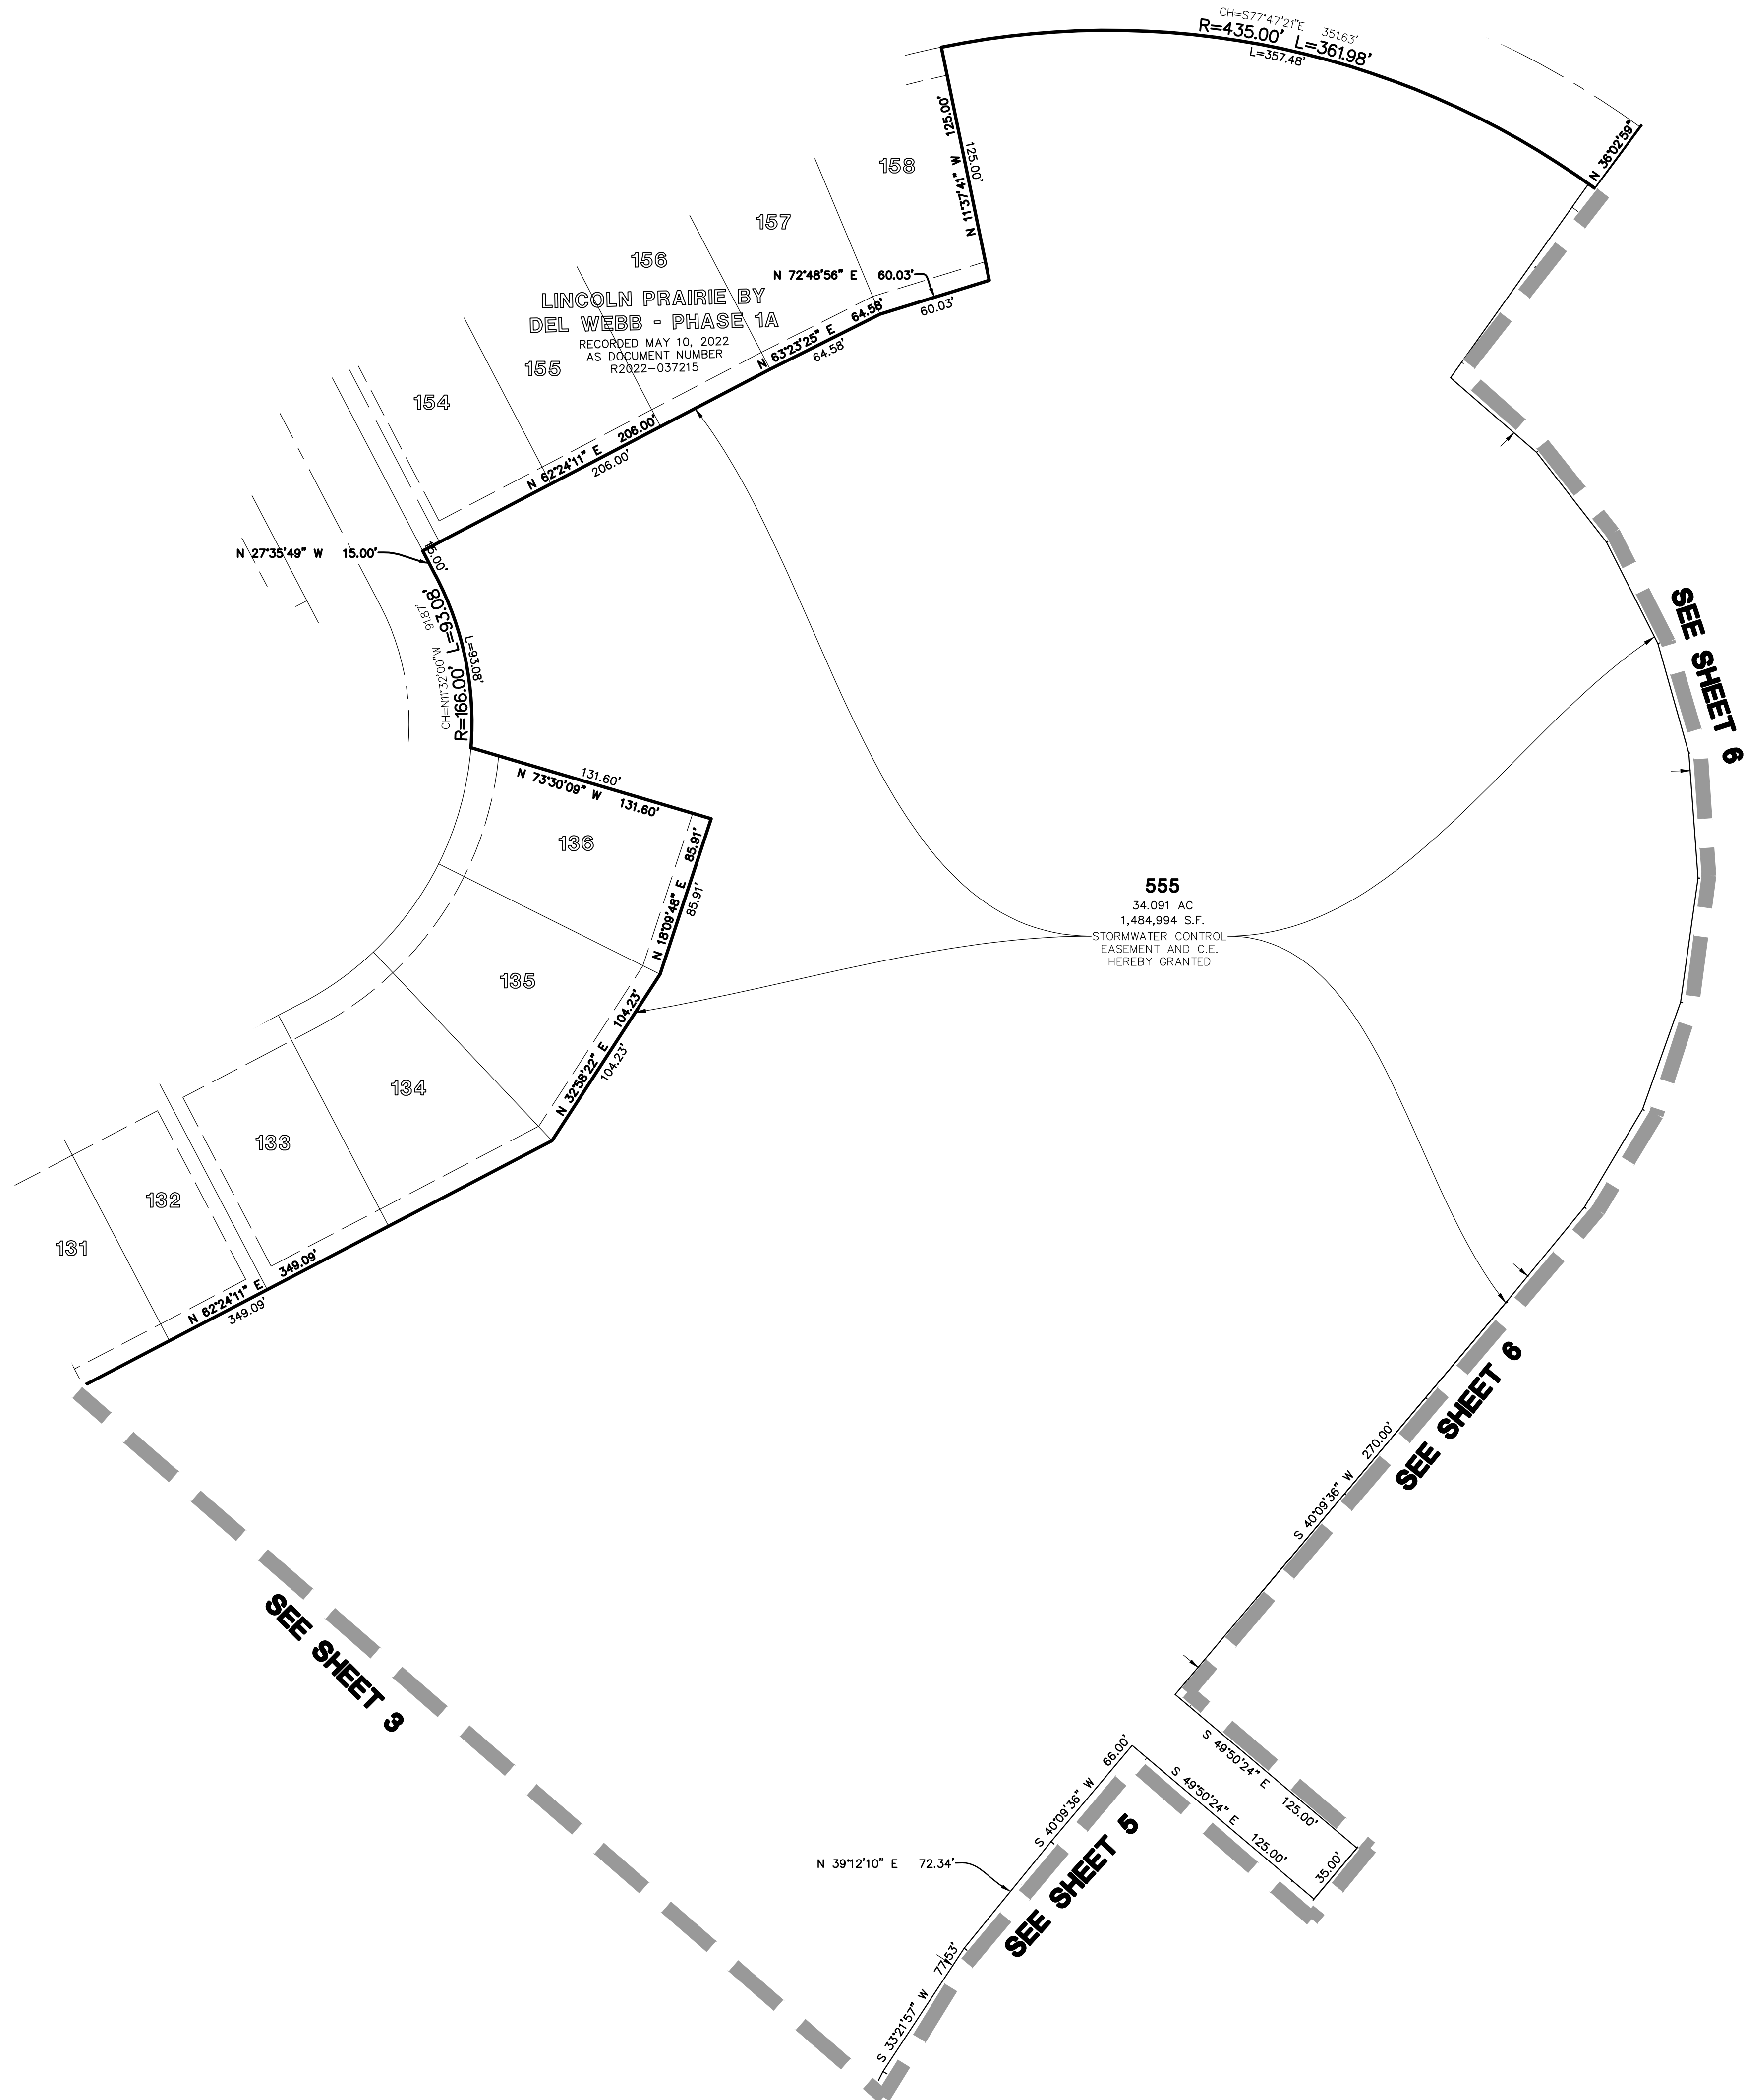 CH=S77°47'21"E 351.63'
R=435.00' L=361.98'
L=357.48'
N 36°02'59"
N 11°37'41" W 125.00'
125.00'
158
157
156
N 72°48'56" E 60.03'
60.03'
LINCOLN PRAIRIE BY
DEL WEBB - PHASE 1A
RECORDED MAY 10, 2022
AS DOCUMENT NUMBER
R2022-037215
N 63°23'25" E 64.58'
64.58'
155
154
N 62°24'11" E 206.00'
206.00'
N 27°35'49" W 15.00'
15.00'
R=166.00' L=93.08'
CH=N11°32'00"W 91.87'
L=93.08'
SEE SHEET 6
131.60'
N 73°30'09" W 131.60'
136
N 18°09'48" E 85.91'
85.91'
555
34.091 AC
1,484,994 S.F.
STORMWATER CONTROL
EASEMENT AND C.E.
HEREBY GRANTED
135
N 32°58'22" E 104.23'
104.23'
134
133
132
131
N 62°24'11" E 349.09'
349.09'
SEE SHEET 6
S 40°09'36" W 270.00'
SEE SHEET 3
S 49°50'24" E 125.00'
S 49°50'24" E 125.00'
35.00'
S 40°09'36" W 66.00'
N 39°12'10" E 72.34'
SEE SHEET 5
S 33°21'57" W 77.53'